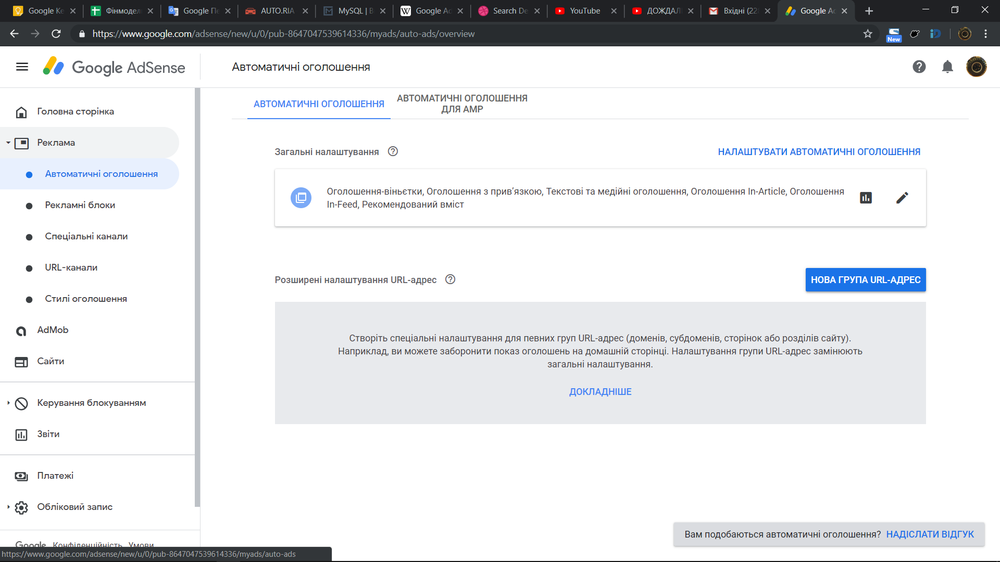 Google Ke
Фінмодел
Google Пе
AUTO.RIA
MySQL | B
Google Ad
Search De
YouTube
ДОЖДАЛ
Вхідні (22
Google Ad
https://www.google.com/adsense/new/u/0/pub-8647047539614336/myads/auto-ads/overview
New
Google AdSense
Автоматичні оголошення
Головна сторінка
Реклама
Автоматичні оголошення
Рекламні блоки
Спеціальні канали
URL-канали
Стилі оголошення
AdMob
Сайти
Керування блокуванням
Звіти
Платежі
Обліковий запис
Google Конфіденційність Умови
https://www.google.com/adsense/new/u/0/pub-8647047539614336/myads/auto-ads
АВТОМАТИЧНІ ОГОЛОШЕННЯ
АВТОМАТИЧНІ ОГОЛОШЕННЯ
ДЛЯ AMP
Загальні налаштування
НАЛАШТУВАТИ АВТОМАТИЧНІ ОГОЛОШЕННЯ
Оголошення-віньєтки, Оголошення з прив’язкою, Текстові та медійні оголошення, Оголошення In-Article, Оголошення
In-Feed, Рекомендований вміст
Розширені налаштування URL-адрес
НОВА ГРУПА URL-АДРЕС
Створіть спеціальні налаштування для певних груп URL-адрес (доменів, субдоменів, сторінок або розділів сайту).
Наприклад, ви можете заборонити показ оголошень на домашній сторінці. Налаштування групи URL-адрес замінюють
загальні налаштування.
ДОКЛАДНІШЕ
Вам подобаються автоматичні оголошення? НАДІСЛАТИ ВІДГУК